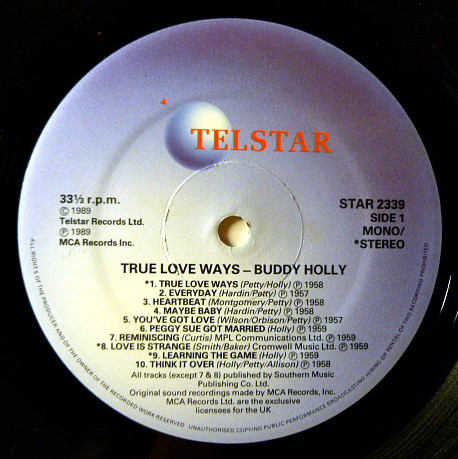 TELSTAR
33⅓ r.p.m.
© 1989
Telstar Records Ltd.
℗ 1989
MCA Records Inc.
STAR 2339
SIDE 1
MONO/
*STEREO
TRUE LOVE WAYS – BUDDY HOLLY
*1. TRUE LOVE WAYS (Petty/Holly) ℗ 1958
2. EVERYDAY (Hardin/Petty) ℗ 1957
3. HEARTBEAT (Montgomery/Petty) ℗ 1958
4. MAYBE BABY (Hardin/Petty) ℗ 1958
5. YOU'VE GOT LOVE (Wilson/Orbison/Petty) ℗ 1957
6. PEGGY SUE GOT MARRIED (Holly) ℗ 1959
7. REMINISCING (Curtis) MPL Communications Ltd. ℗ 1959
*8. LOVE IS STRANGE (Smith/Baker) Cromwell Music Ltd. ℗ 1959
*9. LEARNING THE GAME (Holly) ℗ 1959
10. THINK IT OVER (Holly/Petty/Allison) ℗ 1958
All tracks (except 7 & 8) published by Southern Music
Publishing Co. Ltd.
Original sound recordings made by MCA Records, Inc.
MCA Records Ltd. are the exclusive
licensees for the UK
ALL RIGHTS OF THE PRODUCER AND OF THE OWNER OF THE RECORDED WORK RESERVED UNAUTHORISED COPYING PUBLIC PERFORMANCE BROADCASTING HIRING OR RENTAL OF THIS RECORDING PROHIBITED